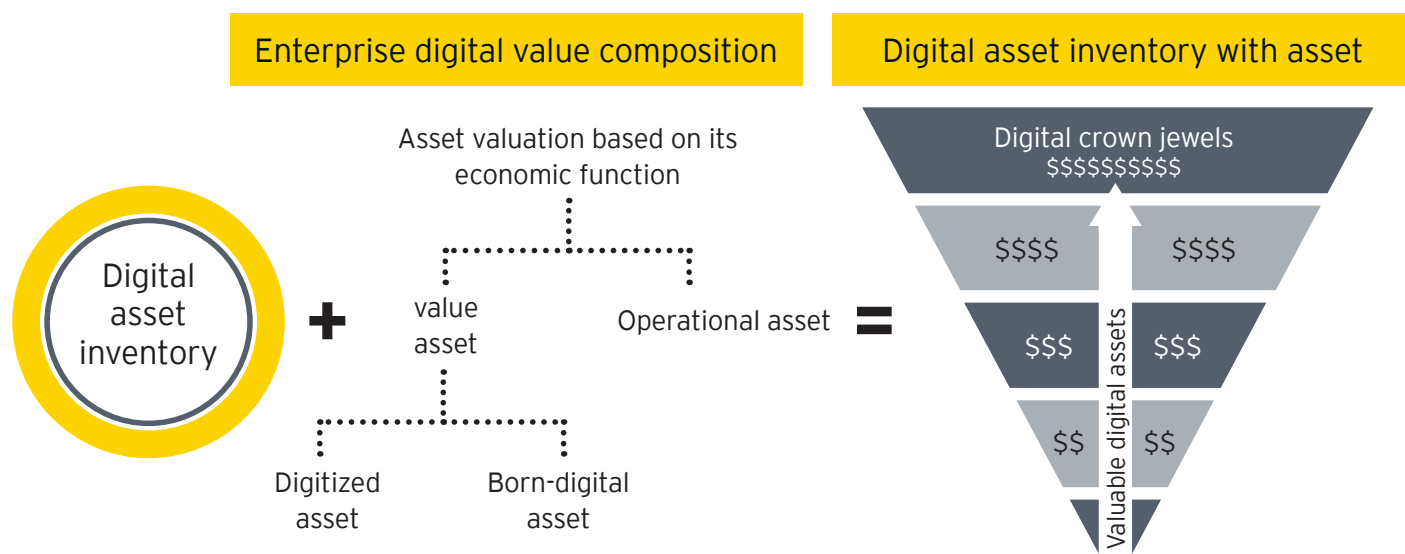 Enterprise digital value composition
Digital asset inventory with asset
Digital
asset
inventory
+
Asset valuation based on its
economic function
value
asset
Operational asset
Digitized
asset
Born-digital
asset
=
Digital crown jewels
$$$$$$$$$$
$$$$ $$$$
$$$ $$$
$$ $$
Valuable digital assets